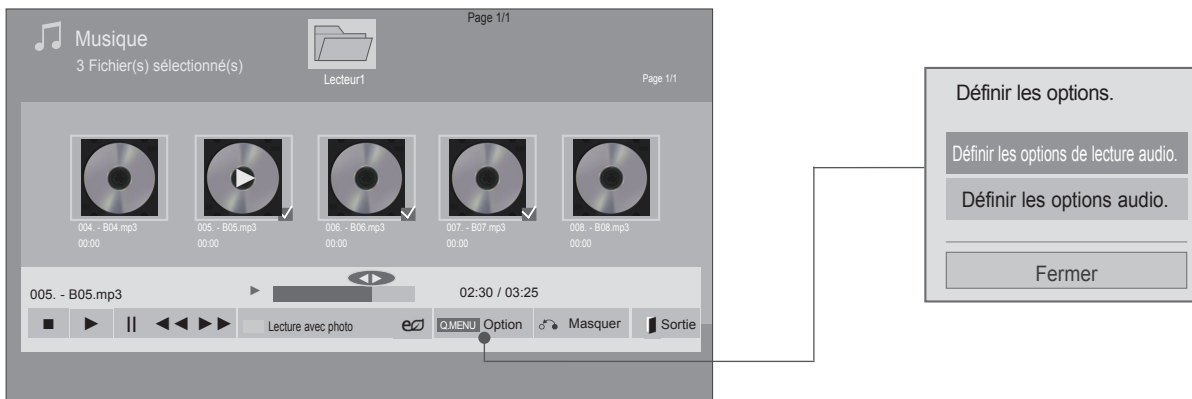 Page 1/1
Musique
3 Fichier(s) sélectionné(s)
Lecteur1
Page 1/1
004. - B04.mp3
00:00
005. - B05.mp3
00:00
006. - B06.mp3
00:00
007. - B07.mp3
00:00
008. - B08.mp3
00:00
005. - B05.mp3
02:30 / 03:25
Lecture avec photo
Q.MENU Option
Masquer
Sortie
Définir les options.
Définir les options de lecture audio.
Définir les options audio.
Fermer